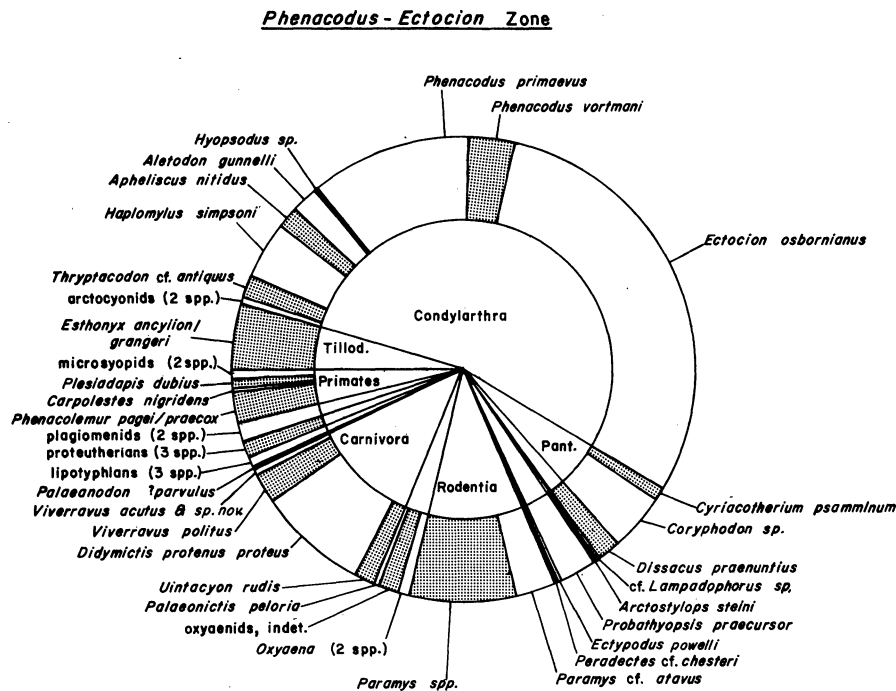 Phenacodus - Ectocion Zone
Phenacodus primaevus
Phenacodus vortmani
Ectocion osbornianus
Cyriacotherium psamminum
Coryphodon sp.
Dissacus praenuntius
cf. Lampadophorus sp.
Arctostylops steini
Probathyopsis praecursor
Ectypodus powelli
Peradectes cf. chesteri
Paramys cf. atavus
Paramys spp.
Oxyaena (2 spp.)
oxyaenids, indet.
Palaeonictis peloria
Uintacyon rudis
Didymictis protenus proteus
Viverravus politus
Viverravus acutus & sp. nov.
Palaeanodon ?parvulus
lipotyphlans (3 spp.)
proteutherians (3 spp.)
plagiomenids (2 spp.)
Phenacolemur pagei/praecox
Carpolestes nigridens
Plesiadapis dubius
microsyopids (2 spp.)
Esthonyx ancylion/
grangeri
arctocyonids (2 spp.)
Thryptacodon cf. antiquus
Haplomylus simpsoni
Apheliscus nitidus
Aletodon gunnelli
Hyopsodus sp.
Condylarthra
Tillod.
Primates
Carnivora
Rodentia
Pant.